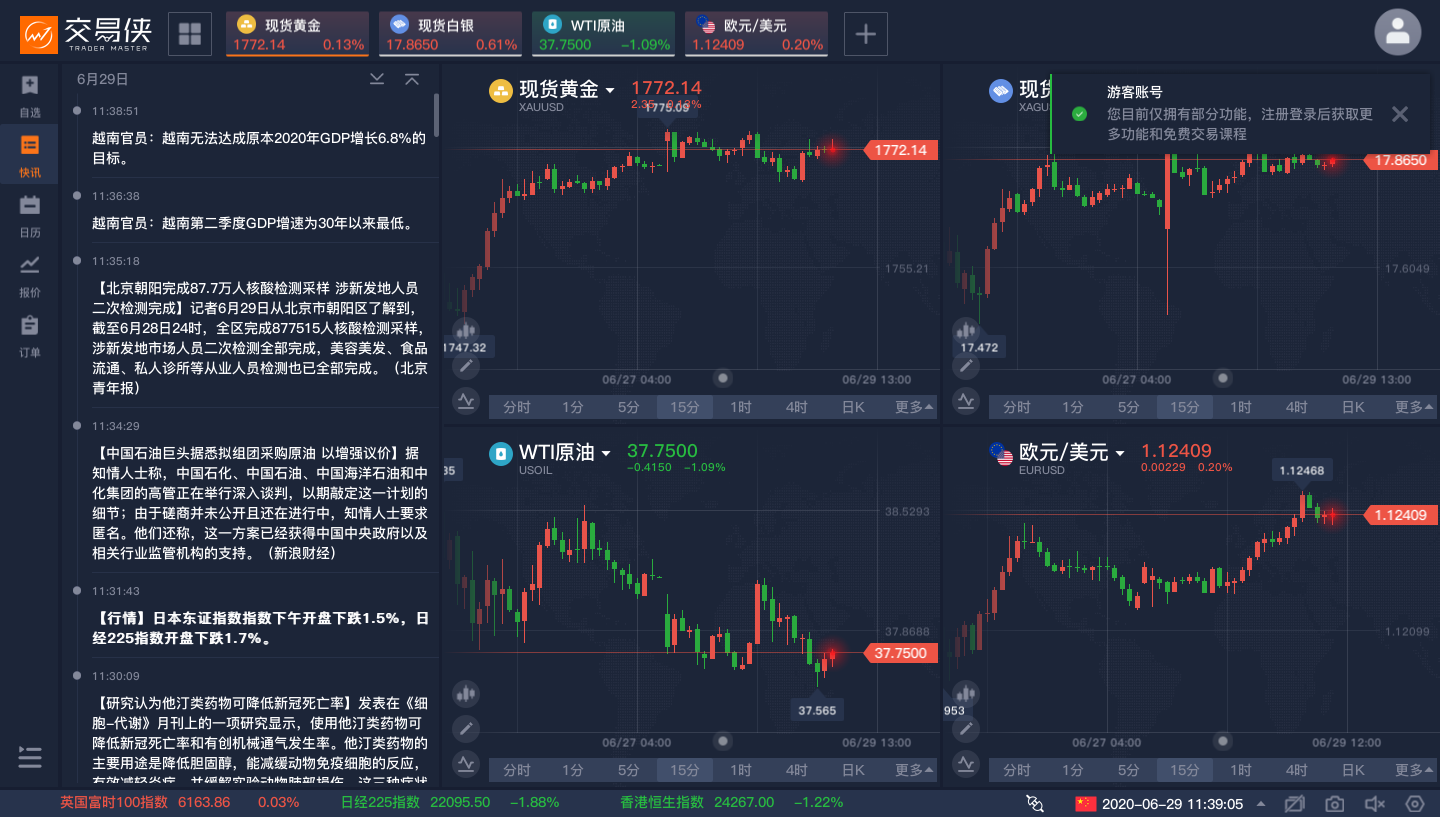 交易侠
TRADER MASTER
现货黄金
1772.14 0.13%
现货白银
17.8650 0.61%
WTI原油
37.7500 −1.09%
欧元/美元
1.12409 0.20%
自选
快讯
日历
报价
订单
6月29日
11:38:51
越南官员：越南无法达成原本2020年GDP增长6.8%的
目标。
11:36:38
越南官员：越南第二季度GDP增速为30年以来最低。
11:35:18
【北京朝阳完成87.7万人核酸检测采样 涉新发地人员
二次检测完成】记者6月29日从北京市朝阳区了解到，
截至6月28日24时，全区完成877515人核酸检测采样，
涉新发地市场人员二次检测全部完成，美容美发、食品
流通、私人诊所等从业人员检测也已全部完成。（北京
青年报）
11:34:29
【中国石油巨头据悉拟组团采购原油 以增强议价】据
知情人士称，中国石化、中国石油、中国海洋石油和中
化集团的高管正在举行深入谈判，以期敲定这一计划的
细节；由于磋商并未公开且还在进行中，知情人士要求
匿名。他们还称，这一方案已经获得中国中央政府以及
相关行业监管机构的支持。（新浪财经）
11:31:43
【行情】日本东证指数指数下午开盘下跌1.5%，日
经225指数开盘下跌1.7%。
11:30:09
【研究认为他汀类药物可降低新冠死亡率】发表在《细
胞–代谢》月刊上的一项研究显示，使用他汀类药物可
降低新冠死亡率和有创机械通气发生率。他汀类药物的
主要用途是降低胆固醇，能减缓动物免疫细胞的反应，
有效减轻炎症，并缓解实验动物肺部损伤。这三种症状
现货黄金 1772.14
XAUUSD 2.35 0.13%
1775.09
1772.14
1755.21
1747.32
06/27 04:00 06/29 13:00
分时 1分 5分 15分 1时 4时 日K 更多
现货
XAGU
游客账号
您目前仅拥有部分功能，注册登录后获取更
多功能和免费交易课程
17.8650
17.6049
17.472
06/27 04:00 06/29 13:00
分时 1分 5分 15分 1时 4时 日K 更多
WTI原油 37.7500
USOIL −0.4150 −1.09%
35
38.5293
37.8688
37.7500
37.565
06/27 04:00 06/29 13:00
分时 1分 5分 15分 1时 4时 日K 更多
欧元/美元 1.12409
EURUSD 0.00229 0.20%
1.12468
1.12409
1.12099
953
06/27 04:00 06/29 12:00
分时 1分 5分 15分 1时 4时 日K 更多
英国富时100指数 6163.86 0.03% 日经225指数 22095.50 −1.88% 香港恒生指数 24267.00 −1.22% 2020-06-29 11:39:05